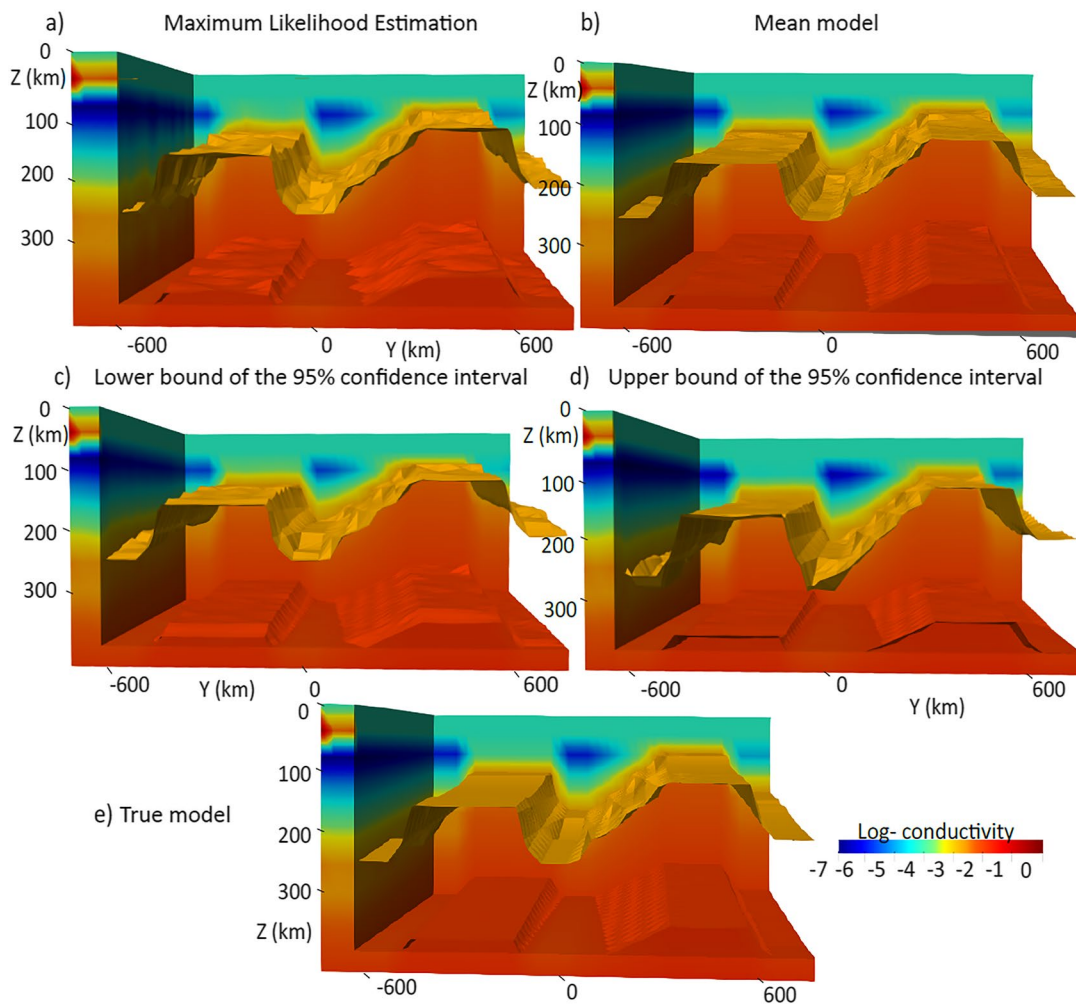 a) Maximum Likelihood Estimation
b) Mean model
0
Z (km)
100
200
300
-600
0
Y (km)
600
0
Z (km)
100
200
300
-600
0
600
c) Lower bound of the 95% confidence interval
d) Upper bound of the 95% confidence interval
0
Z (km)
100
200
300
-600
Y (km)
0
600
0
Z (km)
100
200
300
-600
0
Y (km)
600
0
100
e) True model
200
300
Z (km)
-600
0
600
Log- conductivity
-7 -6 -5 -4 -3 -2 -1 0